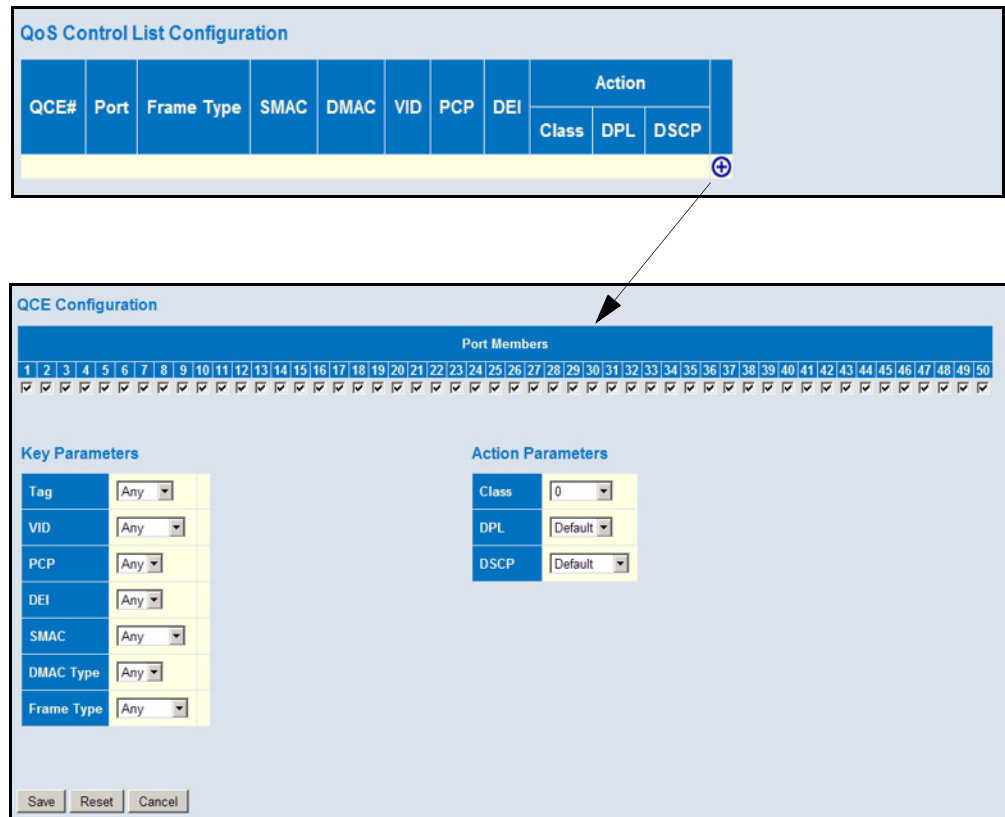 QoS Control List Configuration
QCE# Port Frame Type SMAC DMAC VID PCP DEI Action
Class DPL DSCP
QCE Configuration
Port Members
1 2 3 4 5 6 7 8 9 10 11 12 13 14 15 16 17 18 19 20 21 22 23 24 25 26 27 28 29 30 31 32 33 34 35 36 37 38 39 40 41 42 43 44 45 46 47 48 49 50
Key Parameters
Action Parameters
Tag Any
Class 0
VID Any
DPL Default
PCP Any
DSCP Default
DEI Any
SMAC Any
DMAC Type Any
Frame Type Any
Save Reset Cancel